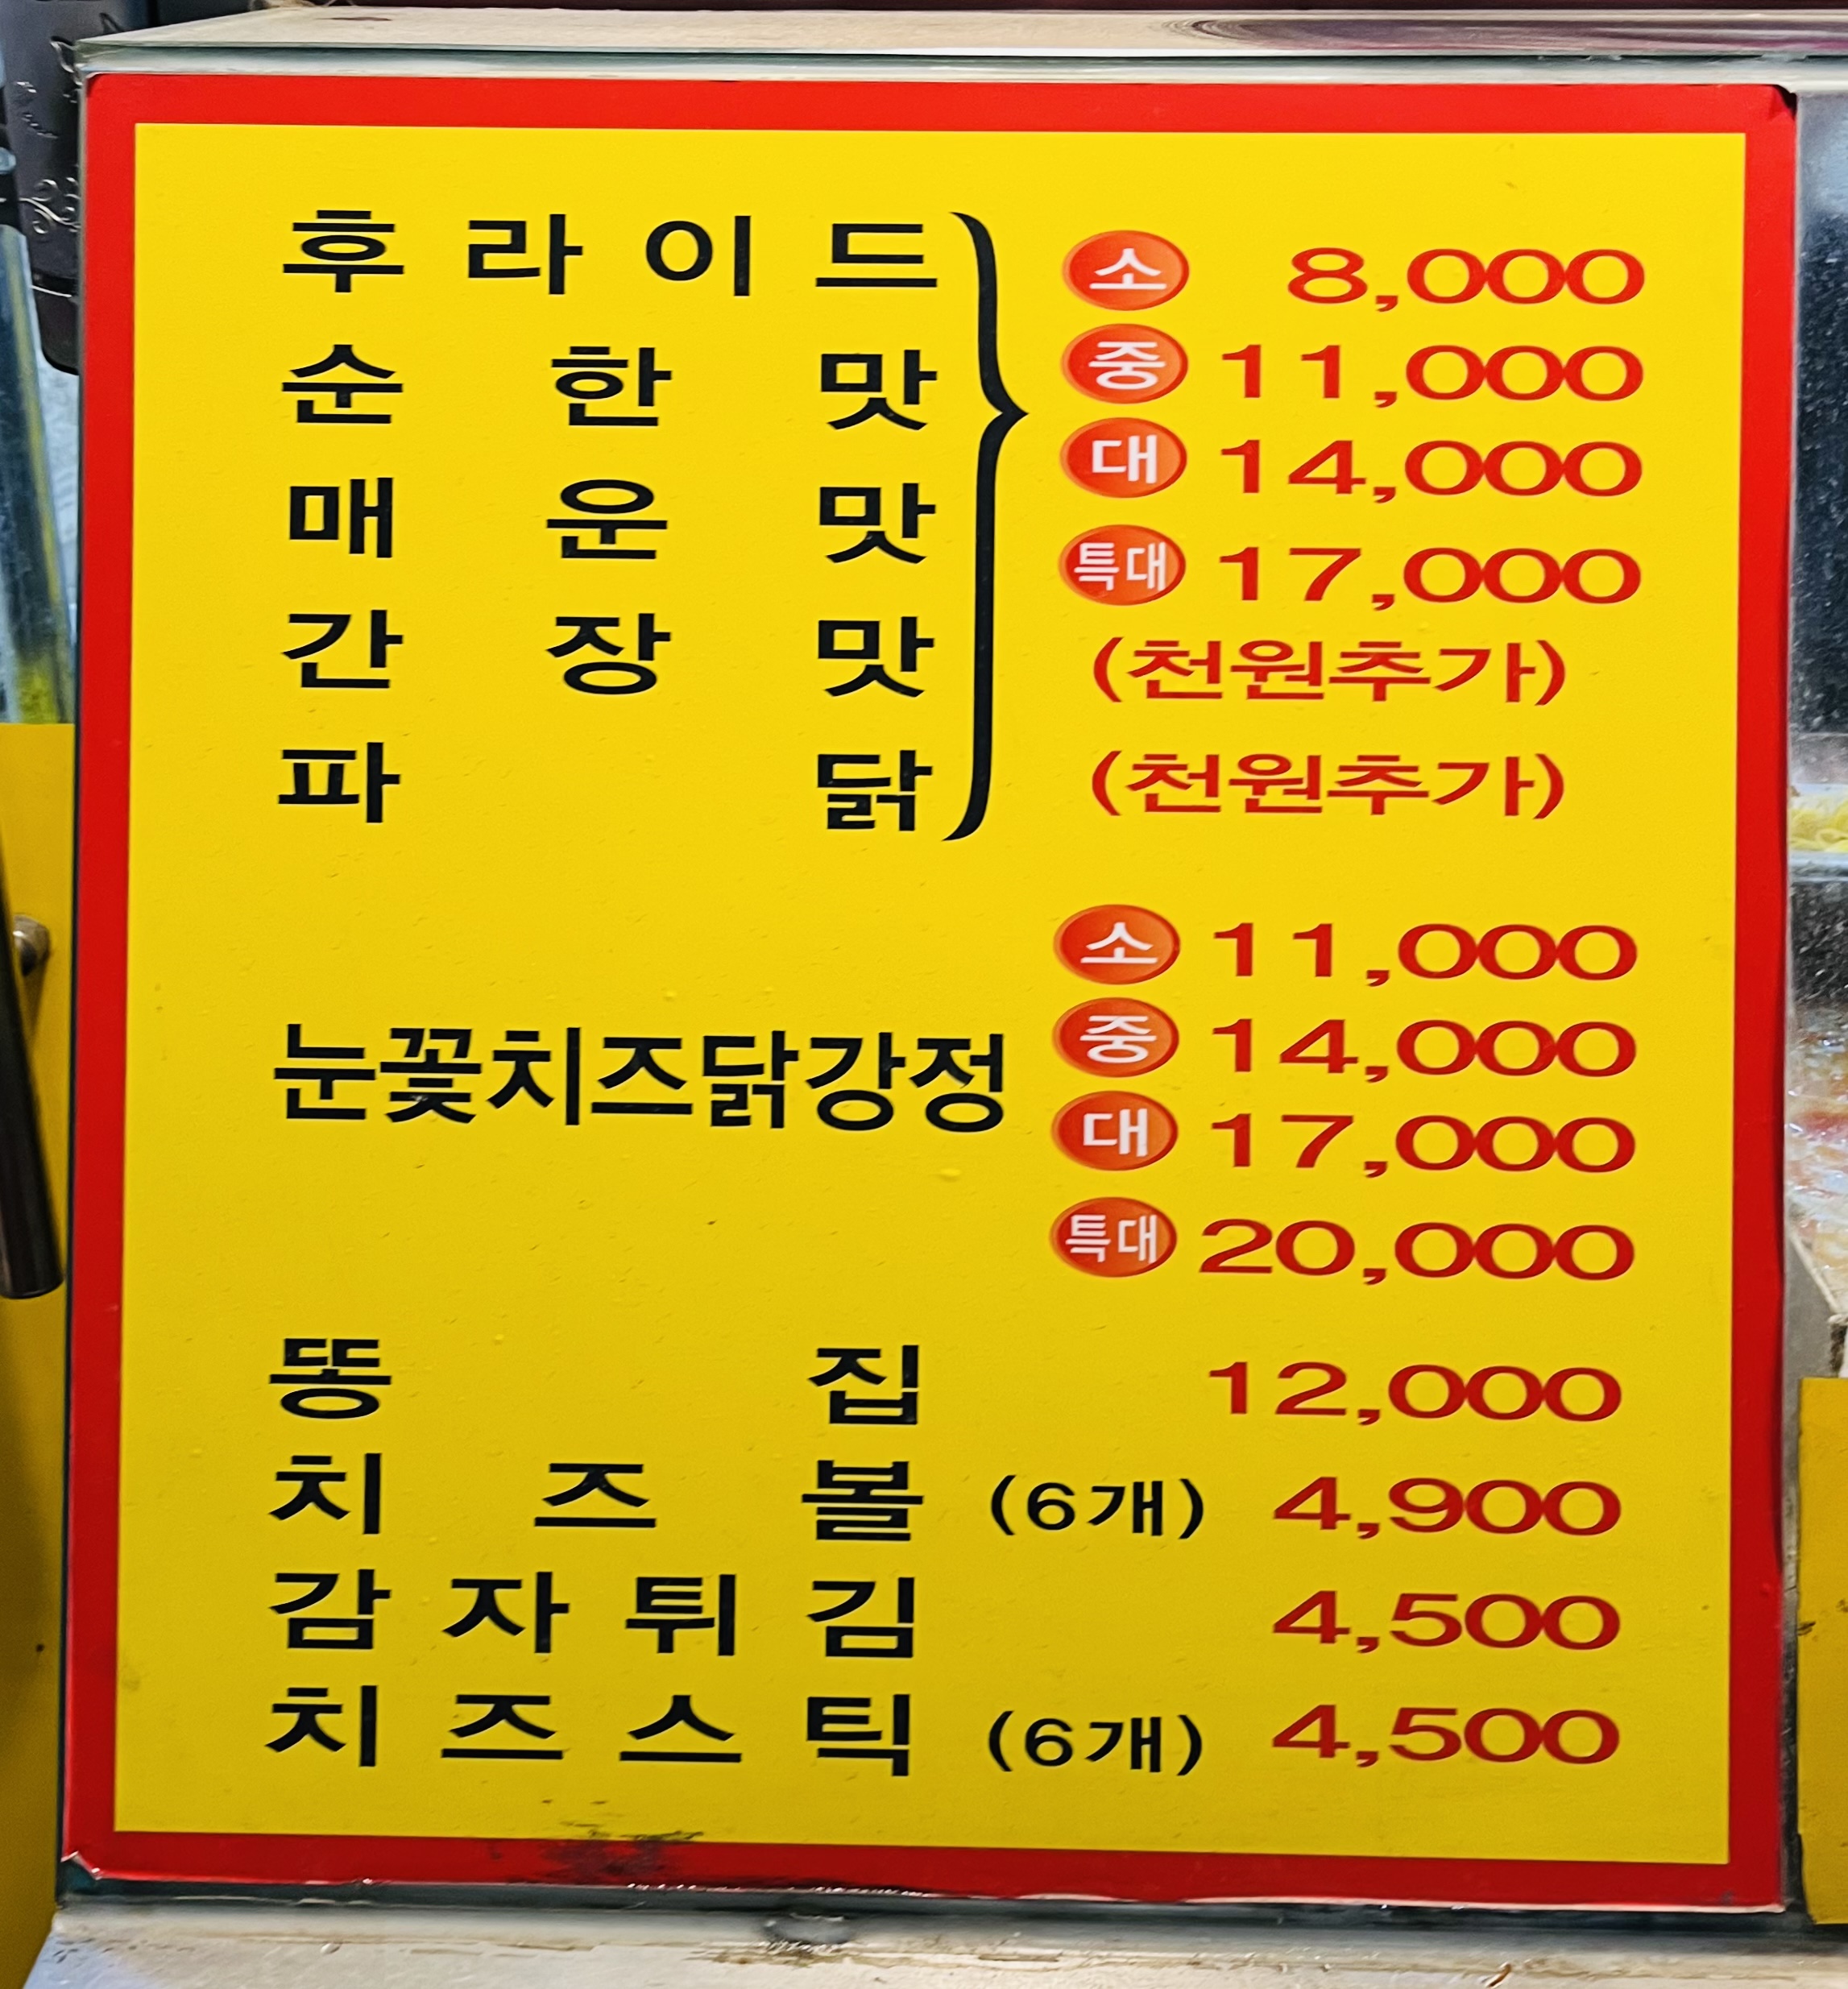 후라이드 소 8,000
순한맛 중 11,000
대 14,000
매운맛 특대 17,000
간장맛 (천원추가)
파닭 (천원추가)
소 11,000
중 14,000
눈꽃치즈닭강정
대 17,000
특대 20,000
똥집 12,000
치즈볼 (6개) 4,900
감자튀김 4,500
치즈스틱 (6개) 4,500